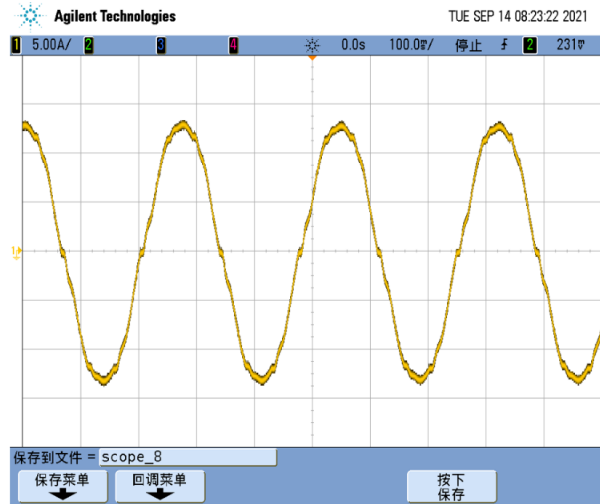 Agilent Technologies
TUE SEP 14 08:23:22 2021
1 5.00A/ 2 3 4 0.0s 100.0▿/ 停止 2 231▿
1
保存到文件 = scope_8
保存菜单 回调菜单 按下
保存